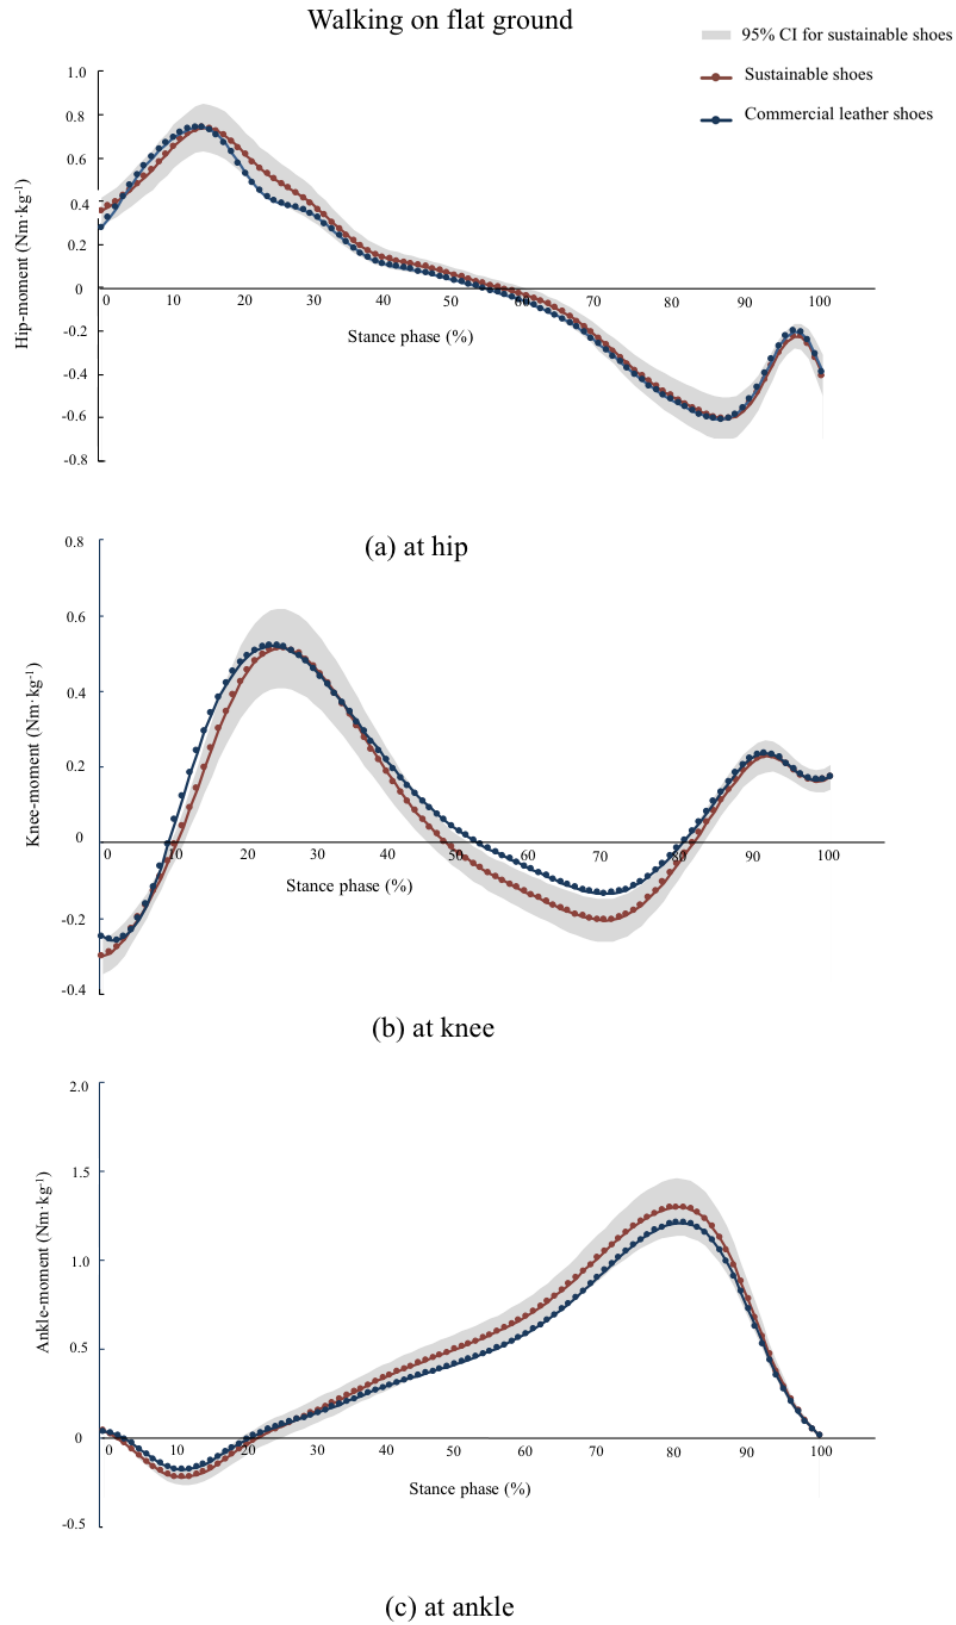 Walking on flat ground
95% CI for sustainable shoes
Sustainable shoes
Commercial leather shoes
Hip-moment (Nm·kg⁻¹)
1.0
0.8
0.6
0.4
0.2
0
-0.2
-0.4
-0.6
-0.8
0 10 20 30 40 50 60 70 80 90 100
Stance phase (%)
(a) at hip
Knee-moment (Nm·kg⁻¹)
0.8
0.6
0.4
0.2
0
-0.2
-0.4
0 10 20 30 40 50 60 70 80 90 100
Stance phase (%)
(b) at knee
Ankle-moment (Nm·kg⁻¹)
2.0
1.5
1.0
0.5
0
-0.5
0 10 20 30 40 50 60 70 80 90 100
Stance phase (%)
(c) at ankle